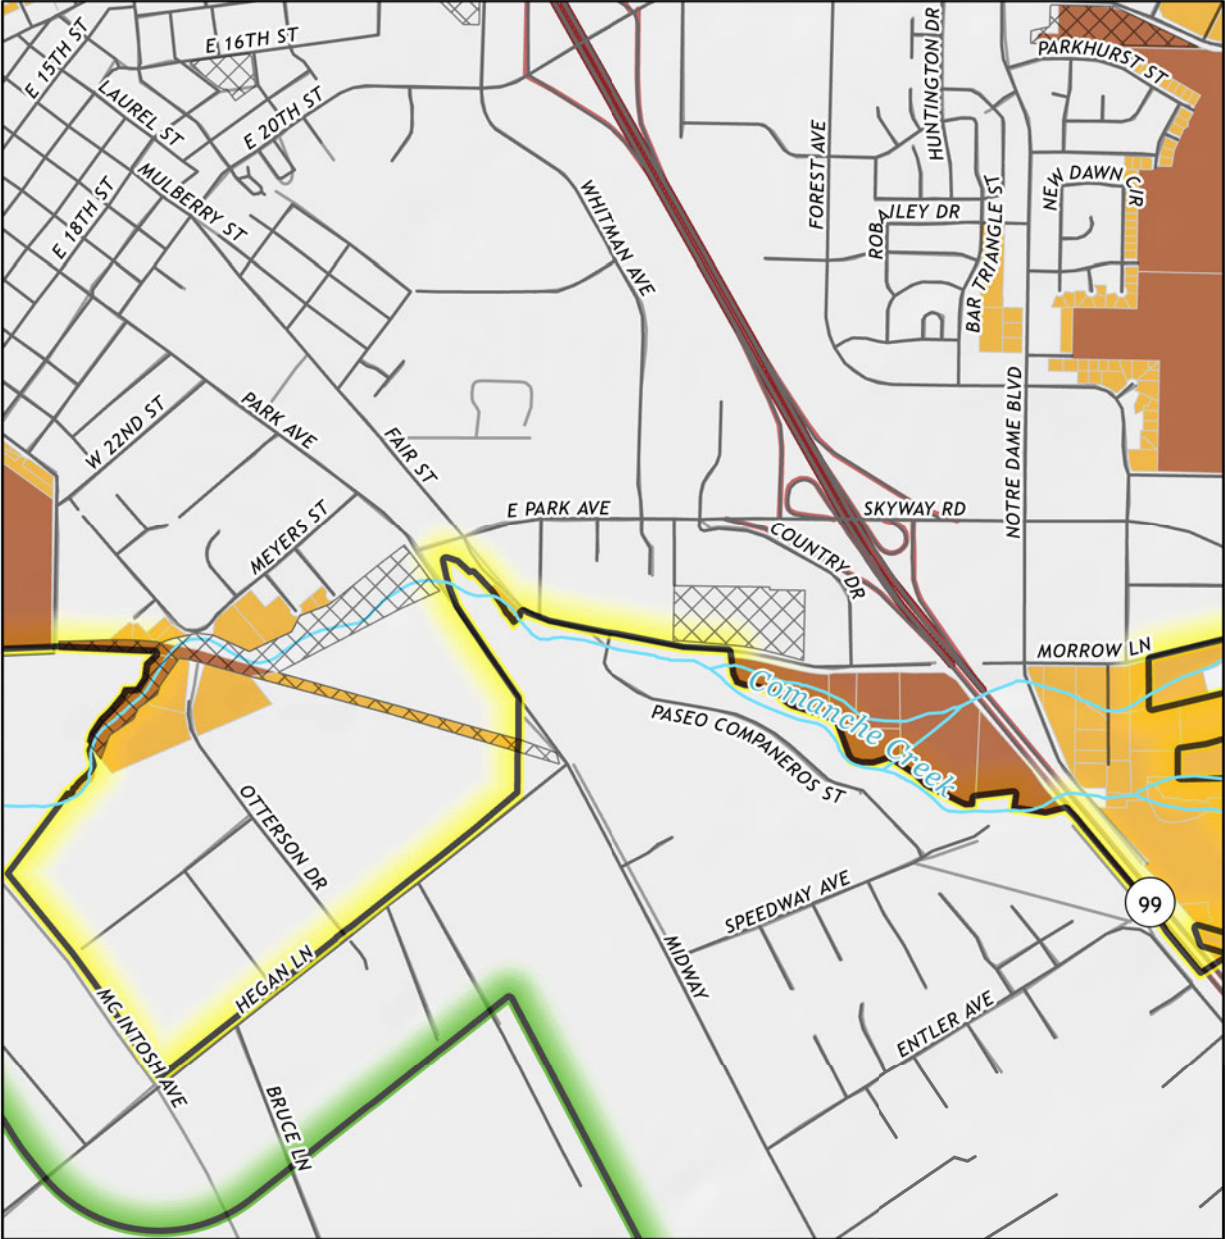 E 15TH ST
E 16TH ST
HUNTINGTON DR
PARKHURST ST
LAUREL ST
E 20TH ST
MULBERRY ST
FOREST AVE
NEW DAWN CIR
E 18TH ST
WHITMAN AVE
ROB
AILEY DR
BAR TRIANGLE ST
W 22ND ST
PARK AVE
FAIR ST
NOTRE DAME BLVD
E PARK AVE
SKYWAY RD
MEYERS ST
COUNTRY DR
MORROW LN
Comanche Creek
PASEO COMPANEROS ST
OTTERSON DR
SPEEDWAY AVE
99
HEGAN LN
MIDWAY
MC INTOSH AVE
ENTLER AVE
BRUCE LN